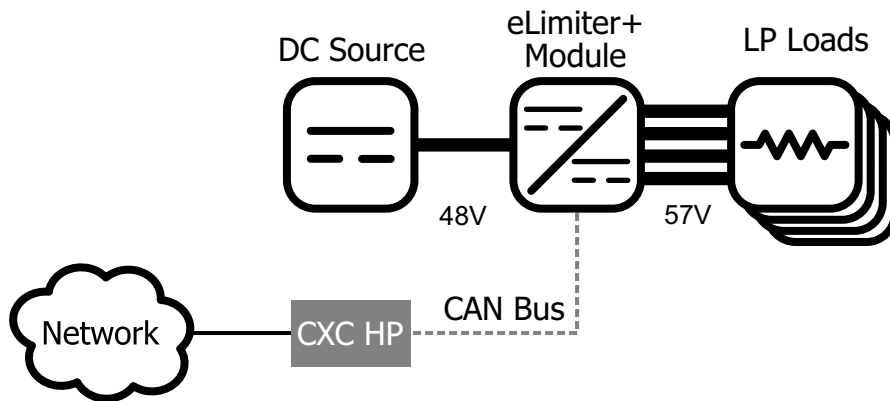 DC Source
eLimiter+
Module
LP Loads
48V
57V
Network
CXC HP
CAN Bus